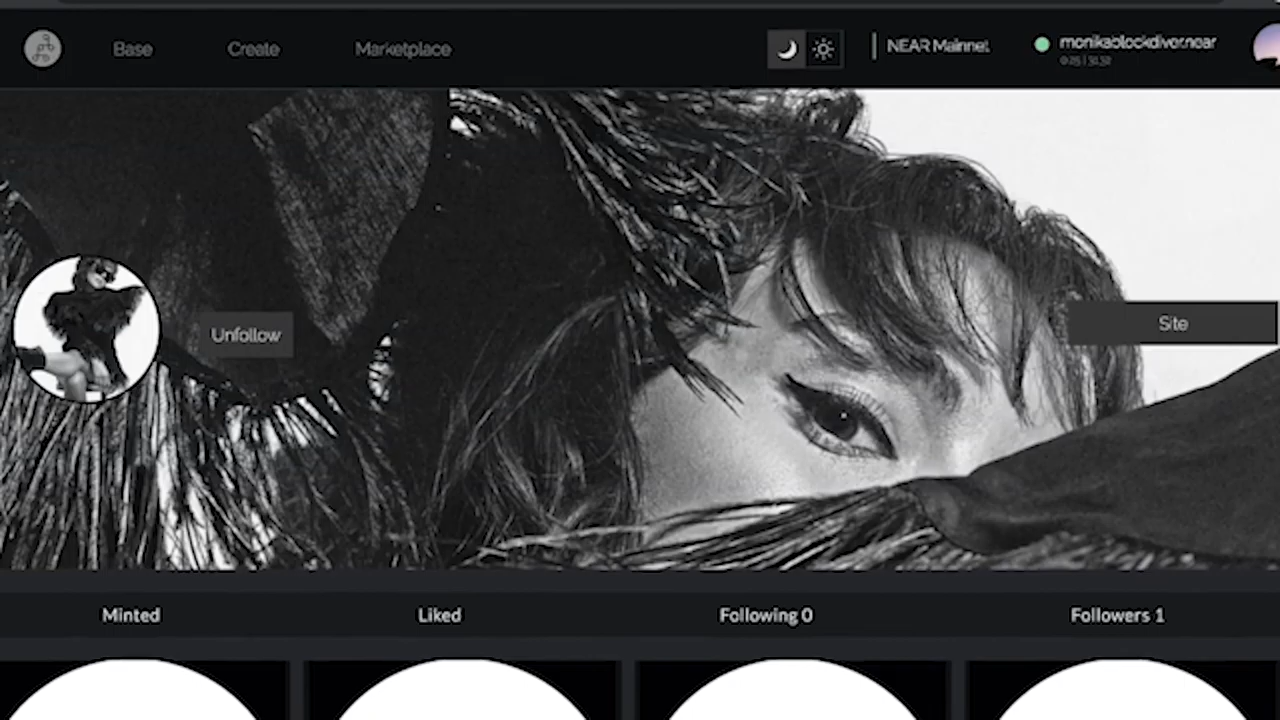 Base Create Marketplace NEAR Mainnet monikablockdiver.near
Unfollow
Site
Minted Liked Following 0 Followers 1